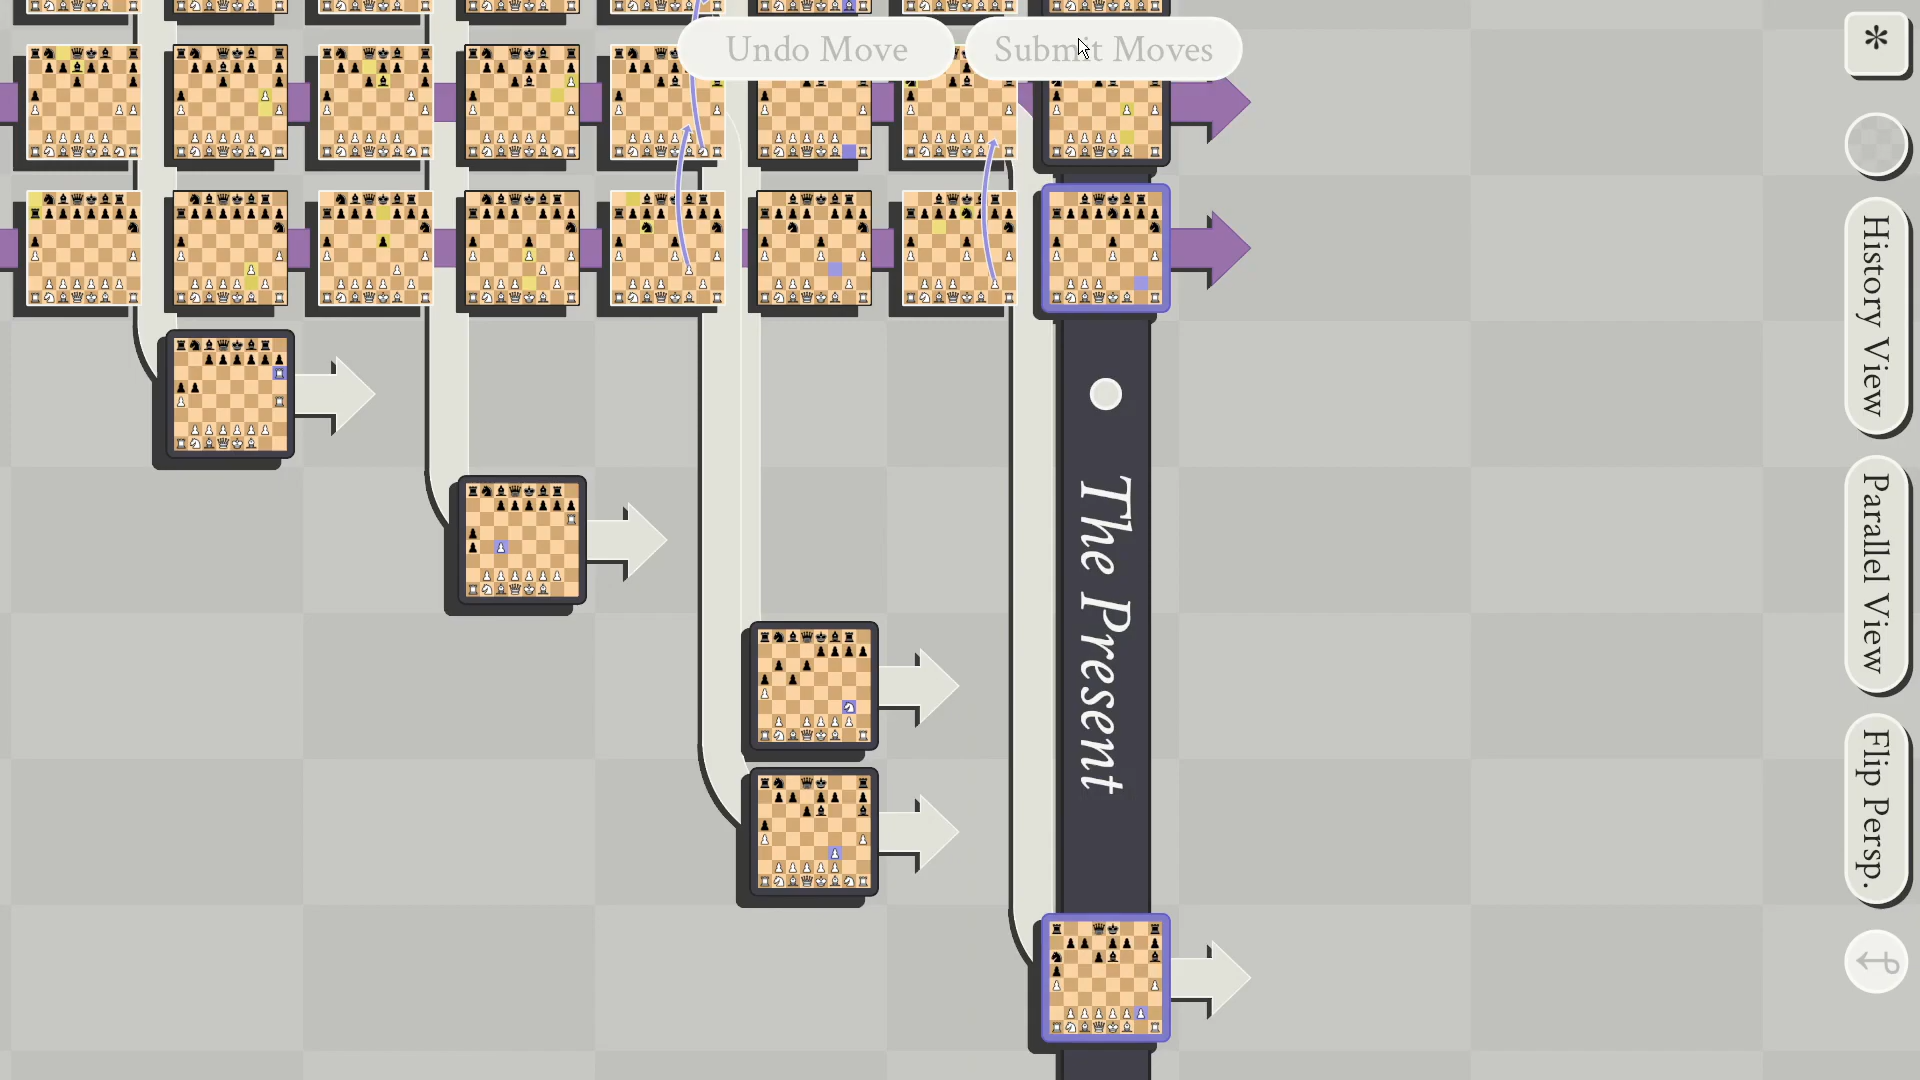 Undo Move
Submit Moves
*
History View
Parallel View
Flip Persp.
The Present